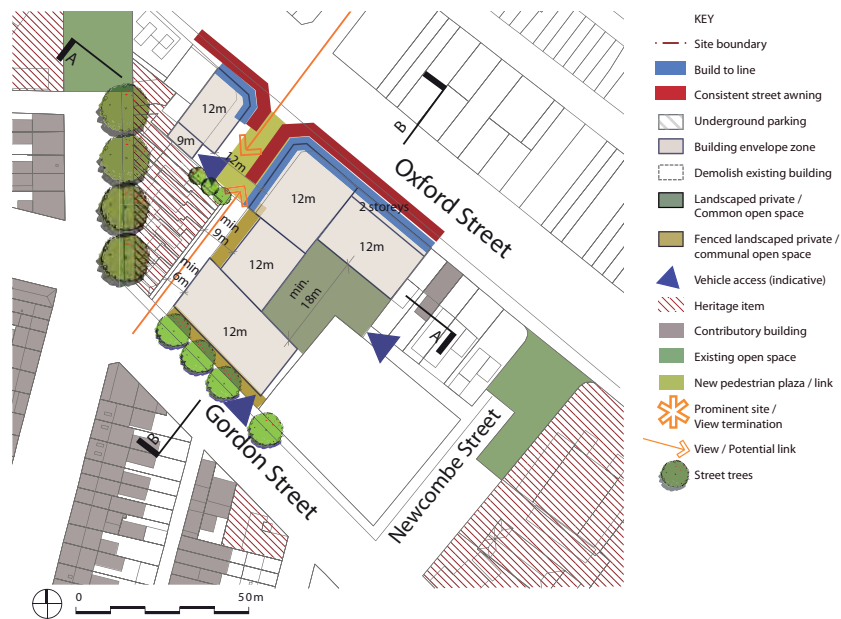 A
12m
9m
12m
B
Oxford Street
12m
2 storeys
12m
min
9m
12m
min
6m
min.
18m
12m
A
B
Gordon Street
Newcombe Street
0
50m
KEY
Site boundary
Build to line
Consistent street awning
Underground parking
Building envelope zone
Demolish existing building
Landscaped private /
Common open space
Fenced landscaped private /
communal open space
Vehicle access (indicative)
Heritage item
Contributory building
Existing open space
New pedestrian plaza / link
Prominent site /
View termination
View / Potential link
Street trees